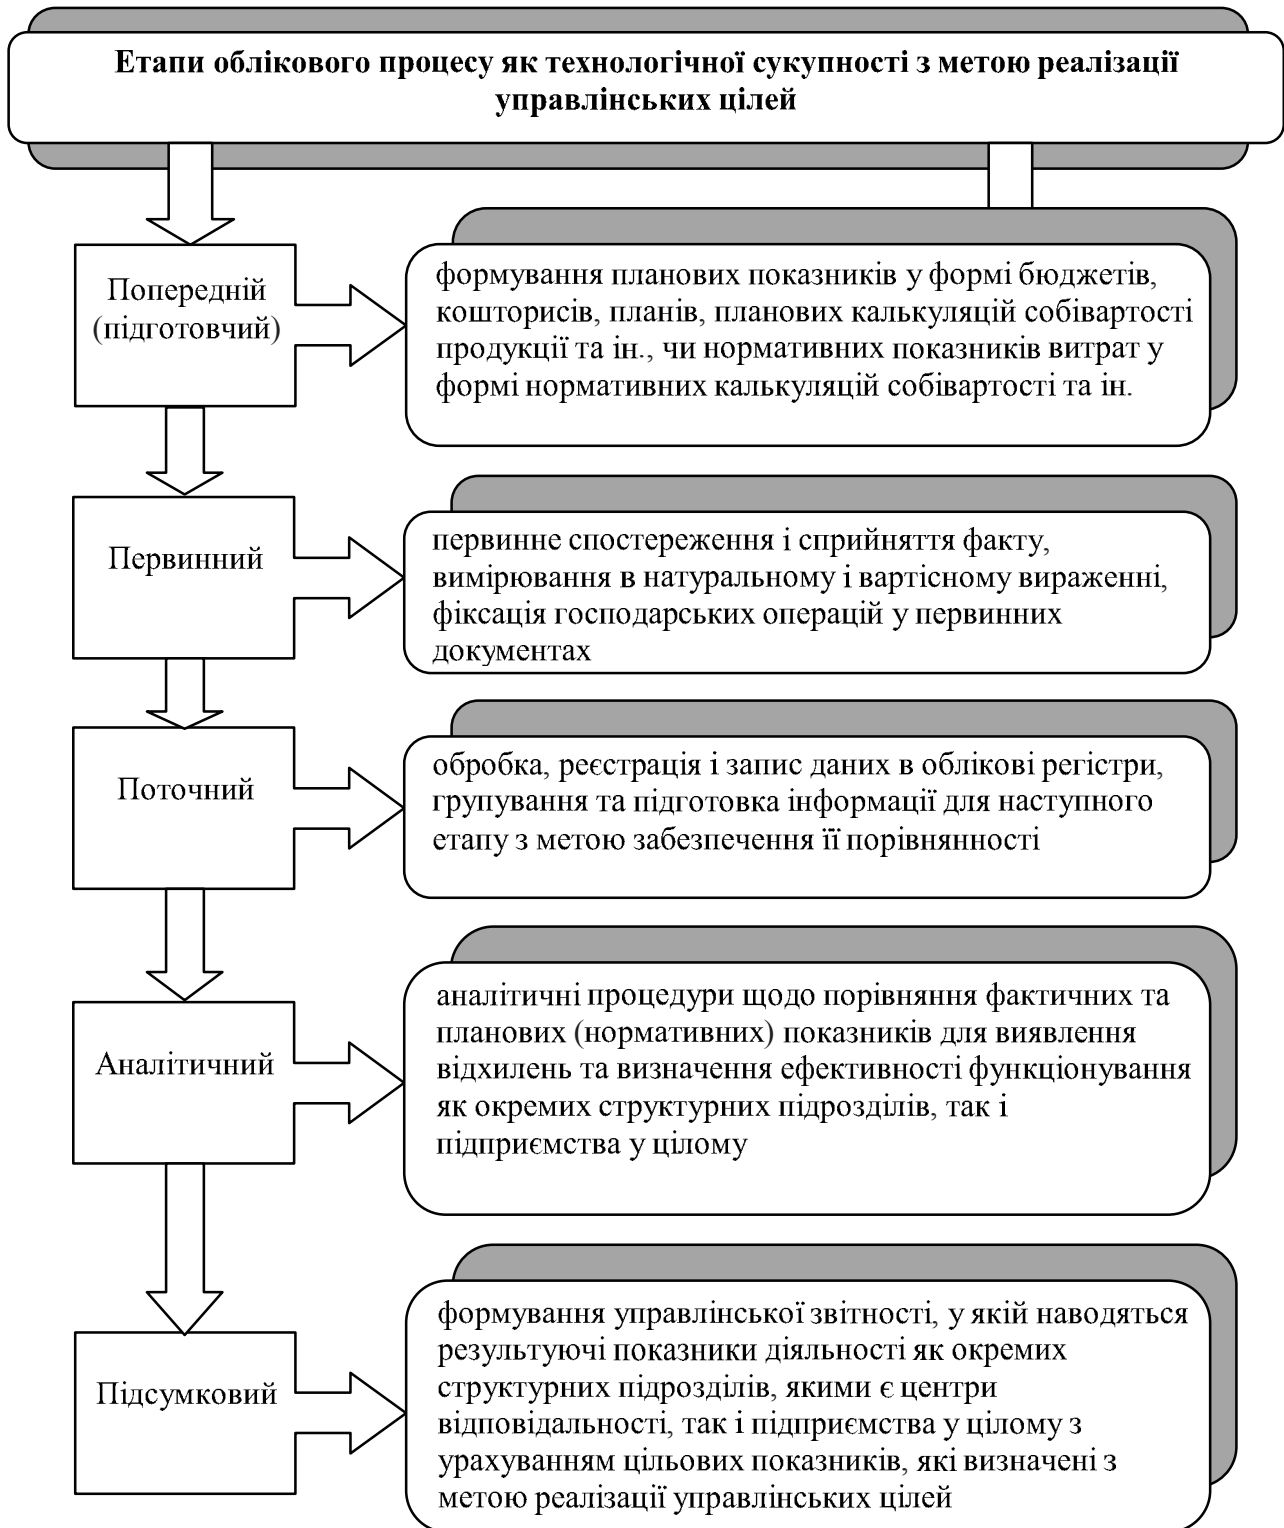 Етапи облікового процесу як технологічної сукупності з метою реалізації
управлінських цілей
Попередній
(підготовчий)
формування планових показників у формі бюджетів,
кошторисів, планів, планових калькуляцій собівартості
продукції та ін., чи нормативних показників витрат у
формі нормативних калькуляцій собівартості та ін.
Первинний
первинне спостереження і сприйняття факту,
вимірювання в натуральному і вартісному вираженні,
фіксація господарських операцій у первинних
документах
Поточний
обробка, реєстрація і запис даних в облікові регістри,
групування та підготовка інформації для наступного
етапу з метою забезпечення її порівнянності
Аналітичний
аналітичні процедури щодо порівняння фактичних та
планових (нормативних) показників для виявлення
відхилень та визначення ефективності функціонування
як окремих структурних підрозділів, так і
підприємства у цілому
Підсумковий
формування управлінської звітності, у якій наводяться
результуючі показники діяльності як окремих
структурних підрозділів, якими є центри
відповідальності, так і підприємства у цілому з
урахуванням цільових показників, які визначені з
метою реалізації управлінських цілей